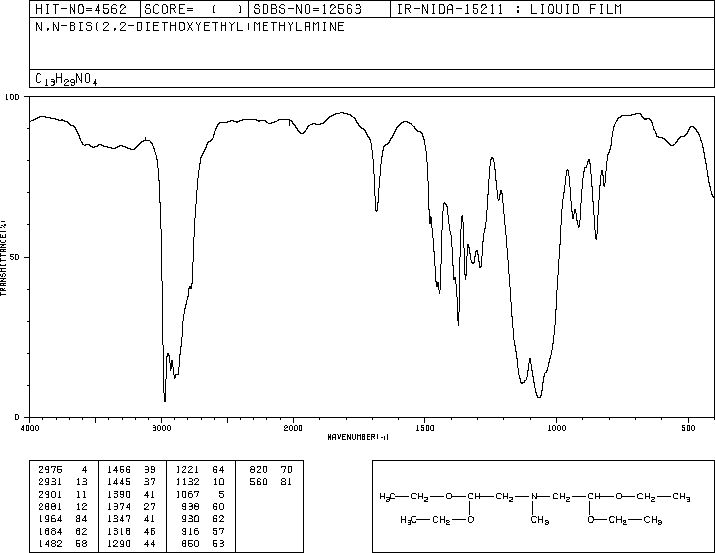 HIT-NO=4562 SCORE= ( ) SDBS-NO=12563 IR-NIDA-15211 : LIQUID FILM
N,N-BIS(2,2-DIETHOXYETHYL)METHYLAMINE
C13H29NO4
100
50
0
TRANSMITTANCE(%)
4000 3000 2000 1500 1000 500
WAVENUMBER(-1)
2975 4 1456 39 1221 64 820 70
2931 13 1445 37 1132 10 560 81
2901 11 1390 41 1067 5
2881 12 1374 27 938 60
1964 84 1347 41 930 62
1684 62 1318 46 916 57
1482 58 1290 44 850 53
H3C—CH2—O—CH—CH2—N—CH2—CH—O—CH2—CH3
H3C—CH2—O CH3 O—CH2—CH3